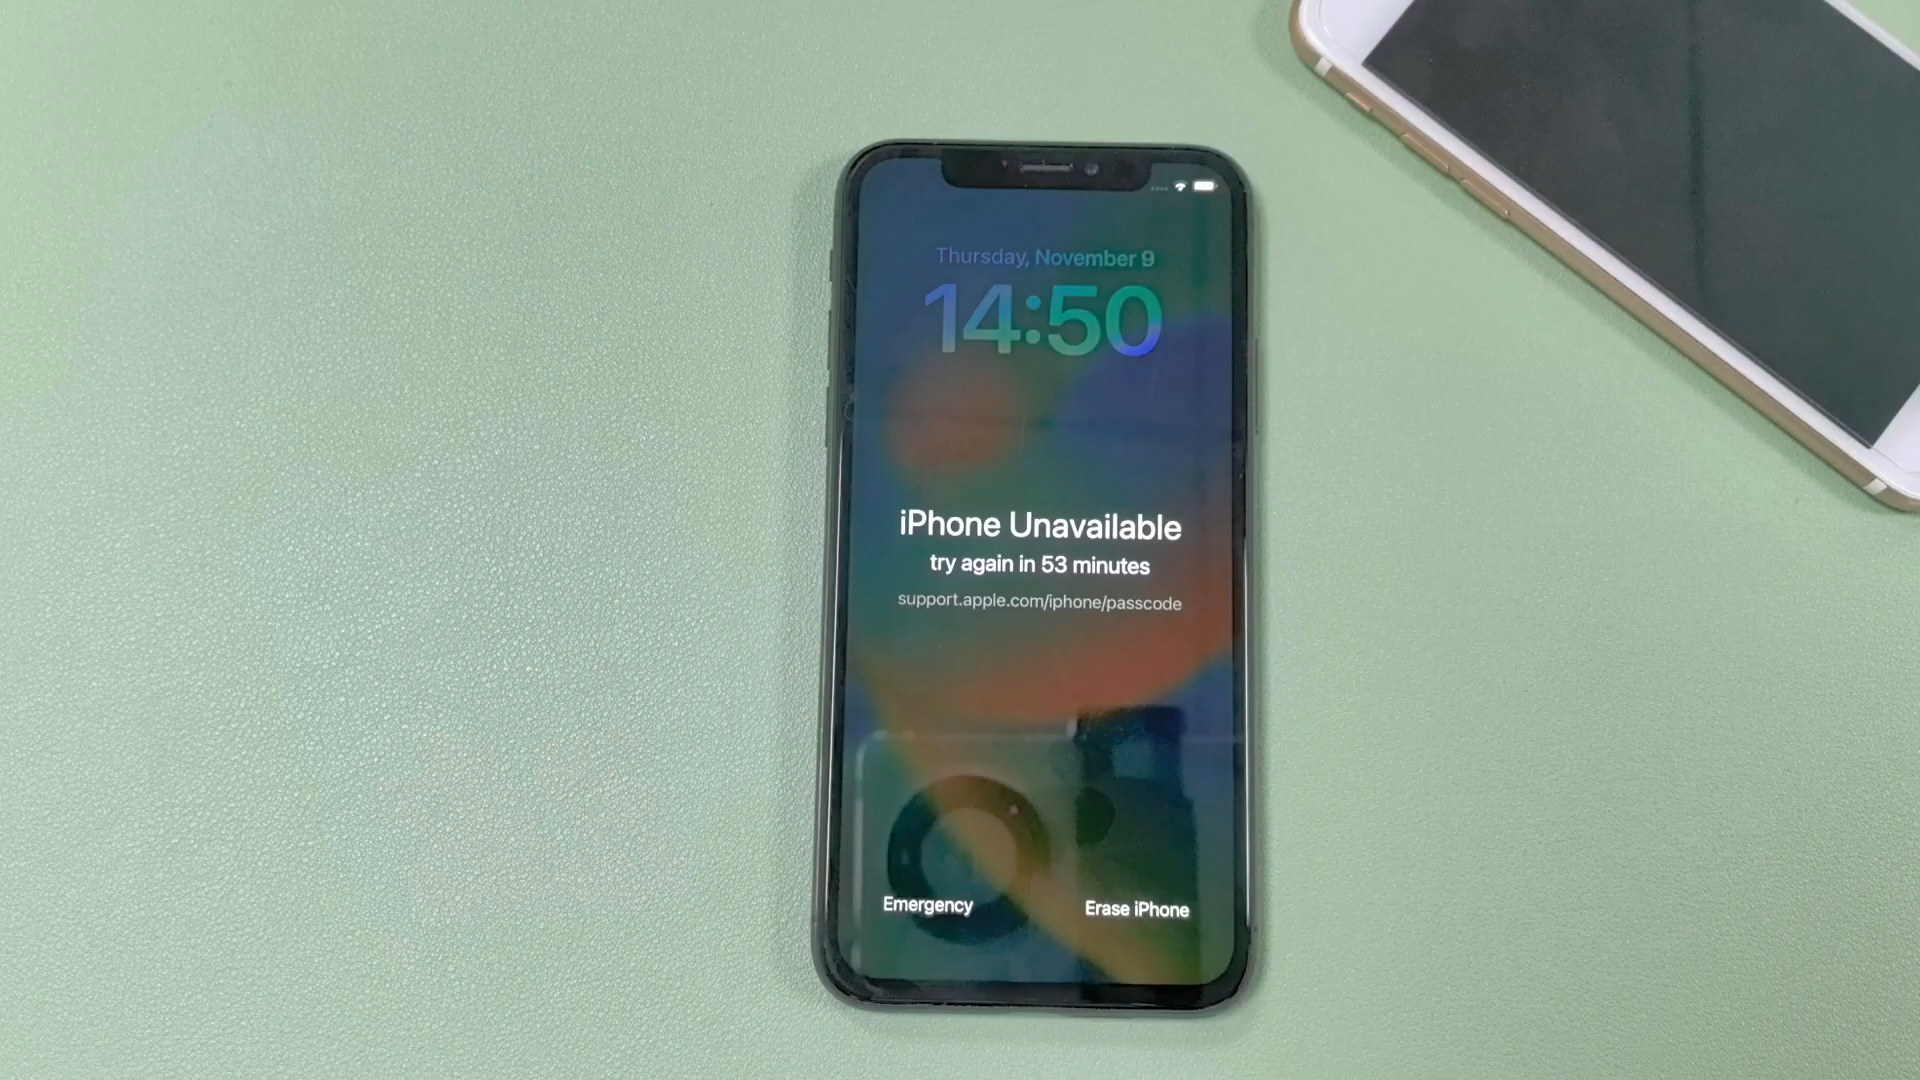 Thursday, November 9
14:50
iPhone Unavailable
try again in 53 minutes
support.apple.com/iphone/passcode
Emergency
Erase iPhone